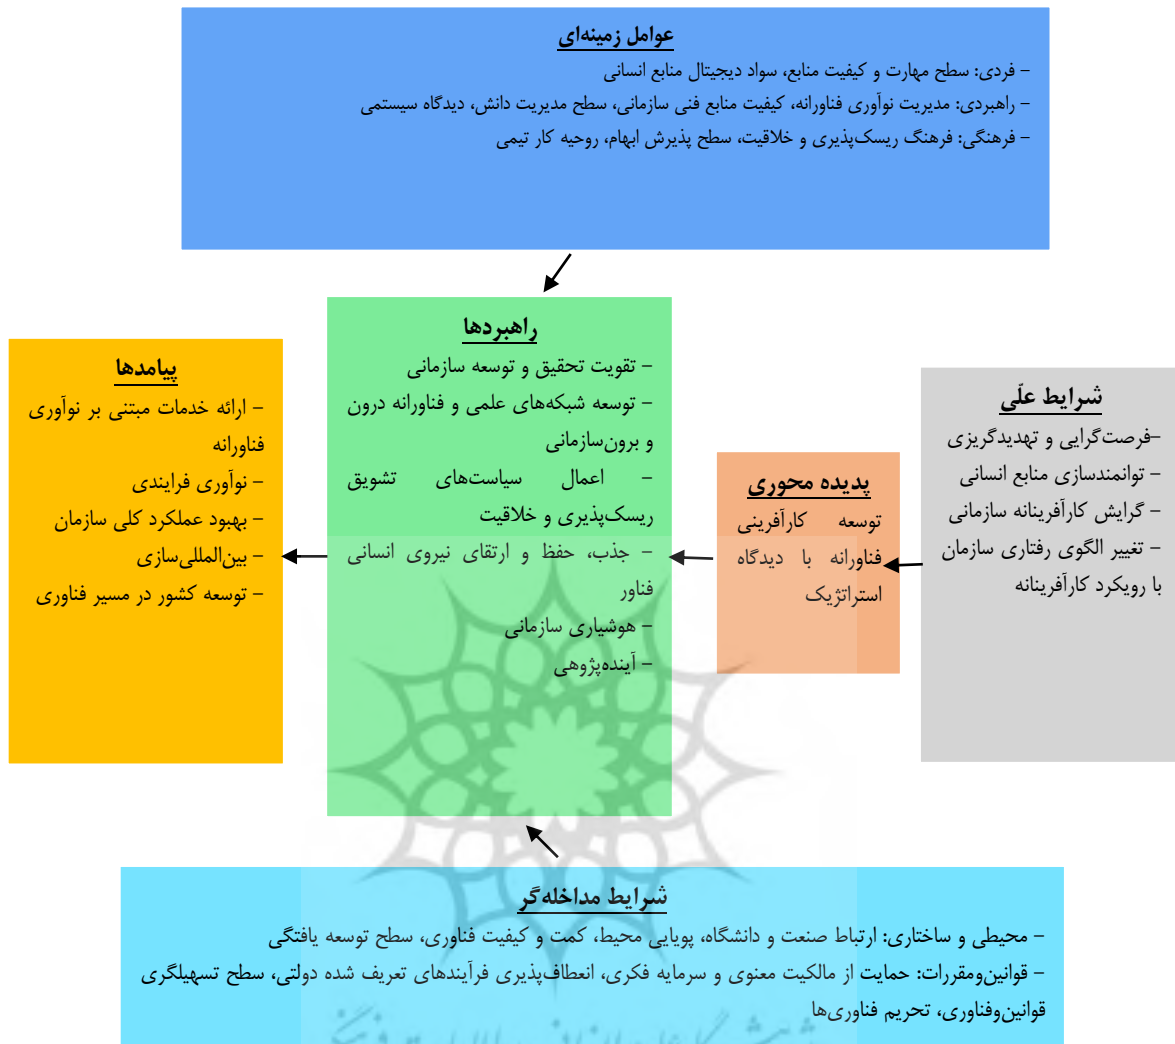 عوامل زمینه‌ای
- فردی: سطح مهارت و کیفیت منابع، سواد دیجیتال منابع انسانی
- راهبردی: مدیریت نوآوری فناورانه، کیفیت منابع فنی سازمانی، سطح مدیریت دانش، دیدگاه سیستمی
- فرهنگی: فرهنگ ریسک‌پذیری و خلاقیت، سطح پذیرش ابهام، روحیه کار تیمی
شرایط علّی
-فرصت‌گرایی و تهدیدگریزی
- توانمندسازی منابع انسانی
- گرایش کارآفرینانه سازمانی
- تغییر الگوی رفتاری سازمان
با رویکرد کارآفرینانه
پدیده محوری
توسعه کارآفرینی
فناورانه با دیدگاه
استراتژیک
راهبردها
- تقویت تحقیق و توسعه سازمانی
- توسعه شبکه‌های علمی و فناورانه درون
و برون‌سازمانی
- اعمال سیاست‌های تشویق
ریسک‌پذیری و خلاقیت
- جذب، حفظ و ارتقای نیروی انسانی
فناور
- هوشیاری سازمانی
- آینده‌پژوهی
پیامدها
- ارائه خدمات مبتنی بر نوآوری
فناورانه
- نوآوری فرایندی
- بهبود عملکرد کلی سازمان
- بین‌المللی‌سازی
- توسعه کشور در مسیر فناوری
شرایط مداخله‌گر
- محیطی و ساختاری: ارتباط صنعت و دانشگاه، پویایی محیط، کمت و کیفیت فناوری، سطح توسعه یافتگی
- قوانین‌ومقررات: حمایت از مالکیت معنوی و سرمایه فکری، انعطاف‌پذیری فرآیندهای تعریف شده دولتی، سطح تسهیلگری
قوانین‌وفناوری، تحریم فناوری‌ها